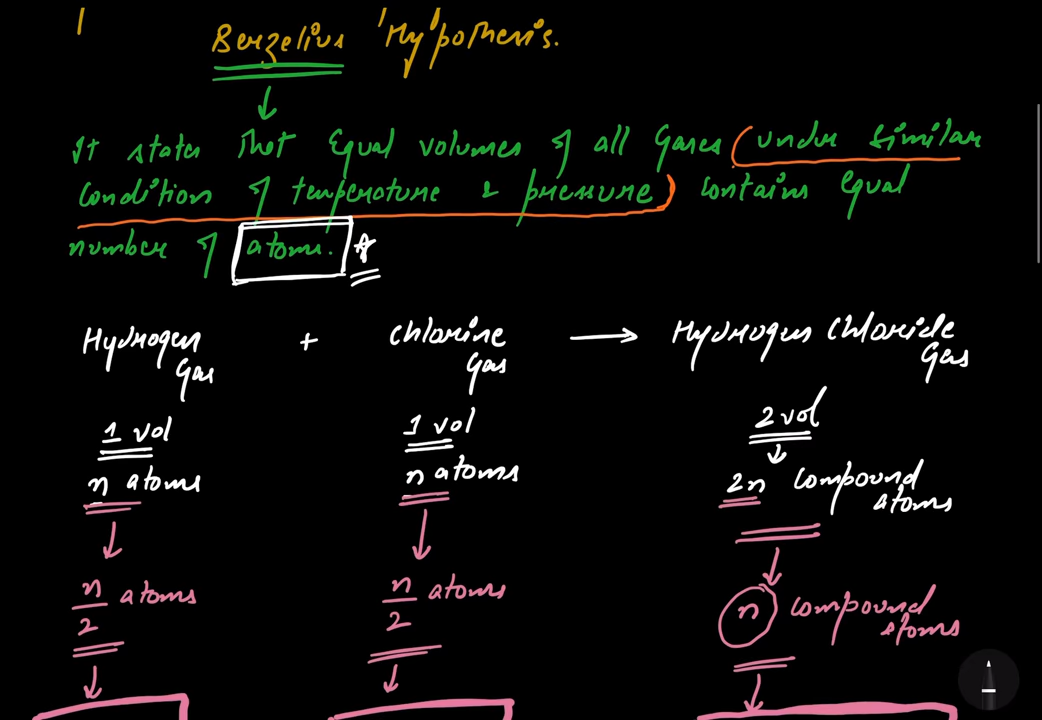 Berzelius Hypothesis.
It states that Equal volumes of all Gases (under similar
Condition of temperature & pressure) contains Equal
number of atoms. *
Hydrogen Gas + Chlorine Gas → Hydrogen Chloride Gas
1 vol 1 vol 2 vol
n atoms n atoms 2n Compound atoms
n/2 atoms n/2 atoms n Compound atoms